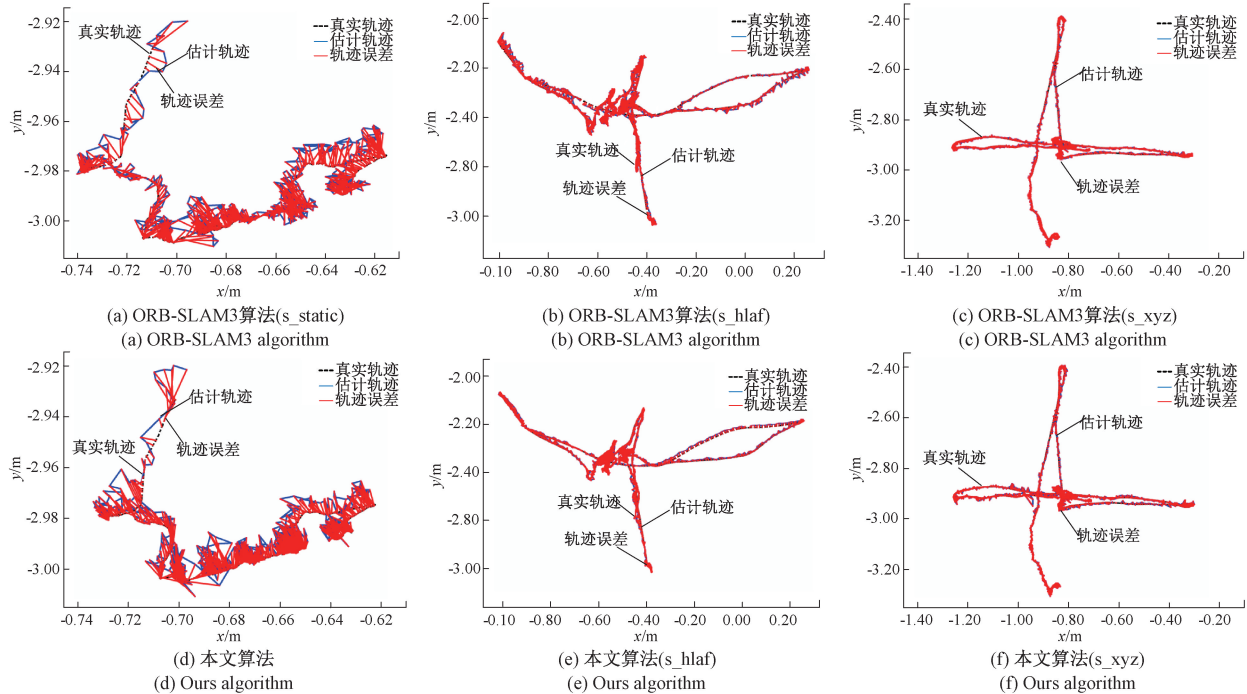 -2.92
-2.94
-2.96
-2.98
-3.00
y/m
真实轨迹
估计轨迹
轨迹误差
真实轨迹
估计轨迹
轨迹误差
-0.74 -0.72 -0.70 -0.68 -0.66 -0.64 -0.62
x/m
(a) ORB-SLAM3算法(s_static)
(a) ORB-SLAM3 algorithm
-2.00
-2.20
-2.40
-2.80
-3.00
y/m
真实轨迹
估计轨迹
轨迹误差
真实轨迹
估计轨迹
轨迹误差
-0.10 -0.80 -0.60 -0.40 0.00 0.20
x/m
(b) ORB-SLAM3算法(s_hlaf)
(b) ORB-SLAM3 algorithm
-2.40
-2.60
-2.80
-3.00
-3.20
y/m
真实轨迹
估计轨迹
轨迹误差
估计轨迹
真实轨迹
轨迹误差
-1.40 -1.20 -1.00 -0.80 -0.60 -0.40 -0.20
x/m
(c) ORB-SLAM3算法(s_xyz)
(c) ORB-SLAM3 algorithm
-2.92
-2.94
-2.96
-2.98
-3.00
y/m
真实轨迹
估计轨迹
轨迹误差
估计轨迹
真实轨迹
轨迹误差
-0.74 -0.72 -0.70 -0.68 -0.66 -0.64 -0.62
x/m
(d) 本文算法
(d) Ours algorithm
-2.00
-2.20
-2.40
-2.80
-3.00
y/m
真实轨迹
估计轨迹
轨迹误差
真实轨迹
估计轨迹
轨迹误差
-0.10 -0.80 -0.60 -0.40 0.00 0.20
x/m
(e) 本文算法(s_hlaf)
(e) Ours algorithm
-2.40
-2.60
-2.80
-3.00
-3.20
y/m
真实轨迹
估计轨迹
轨迹误差
估计轨迹
真实轨迹
轨迹误差
-1.40 -1.20 -1.00 -0.80 -0.60 -0.40 -0.20
x/m
(f) 本文算法(s_xyz)
(f) Ours algorithm